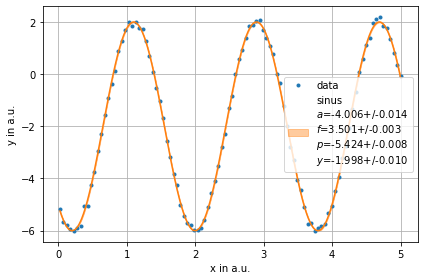 2
0
−2
−4
−6
0
1
2
3
4
5
y in a.u.
x in a.u.
data
sinus
a=-4.006+/-0.014
f=3.501+/-0.003
p=-5.424+/-0.008
y=-1.998+/-0.010